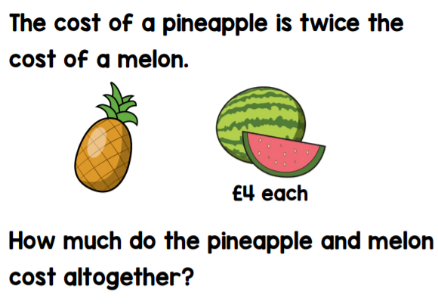 The cost of a pineapple is twice the
cost of a melon.
£4 each
How much do the pineapple and melon
cost altogether?